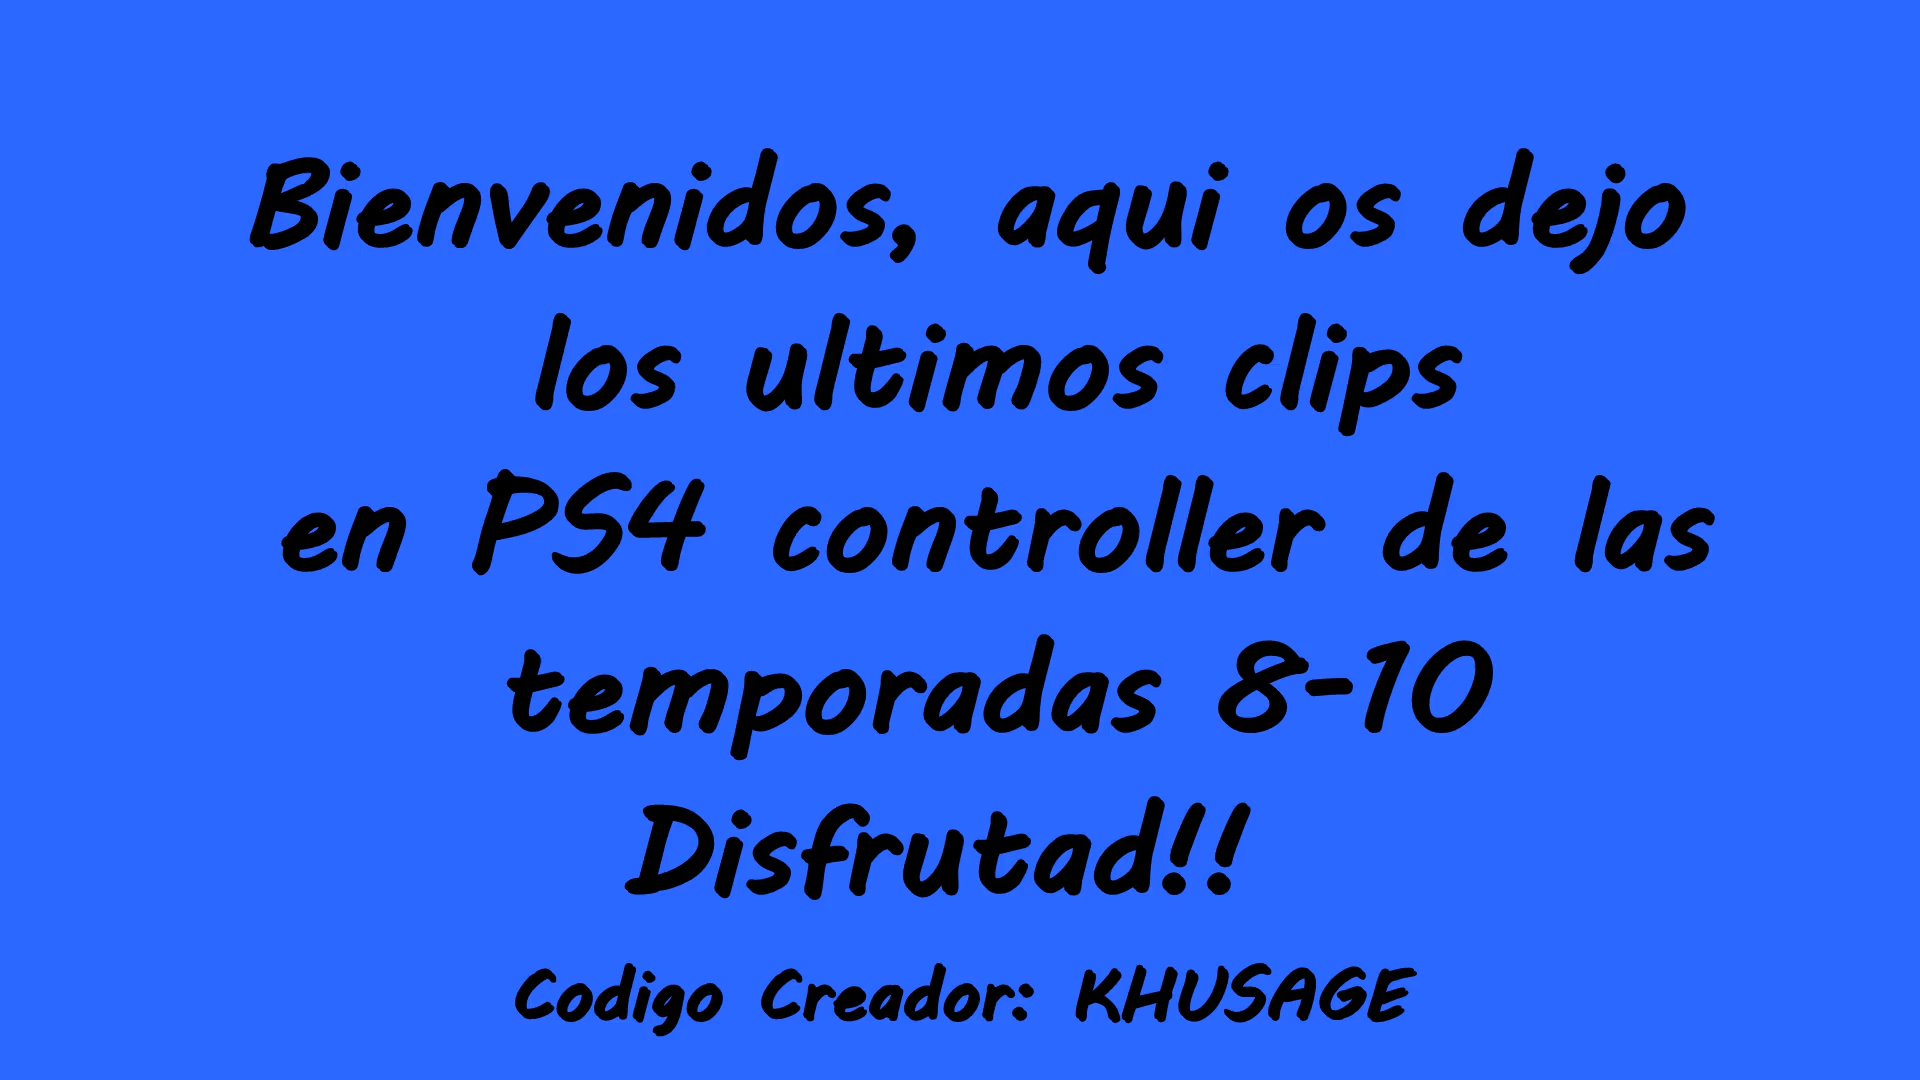 Bienvenidos, aqui os dejo
los ultimos clips
en PS4 controller de las
temporadas 8-10
Disfrutad!!
Codigo Creador: KHUSAGE